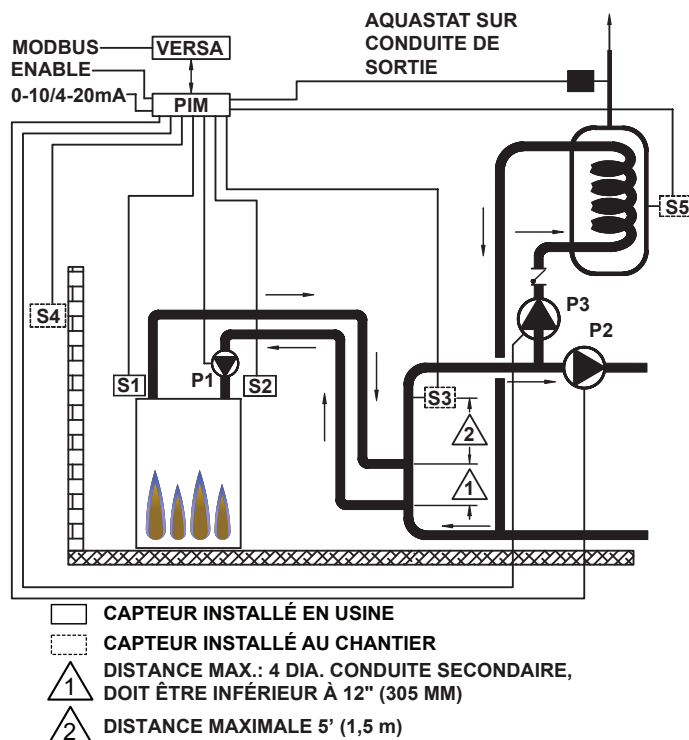 AQUASTAT SUR
CONDUITE DE
SORTIE
MODBUS
VERSA
ENABLE
0-10/4-20mA
PIM
S5
S4
P3
P2
S1
P1
S2
S3
2
1
CAPTEUR INSTALLÉ EN USINE
CAPTEUR INSTALLÉ AU CHANTIER
1
DISTANCE MAX.: 4 DIA. CONDUITE SECONDAIRE,
DOIT ÊTRE INFÉRIEUR À 12" (305 MM)
2
DISTANCE MAXIMALE 5' (1,5 m)